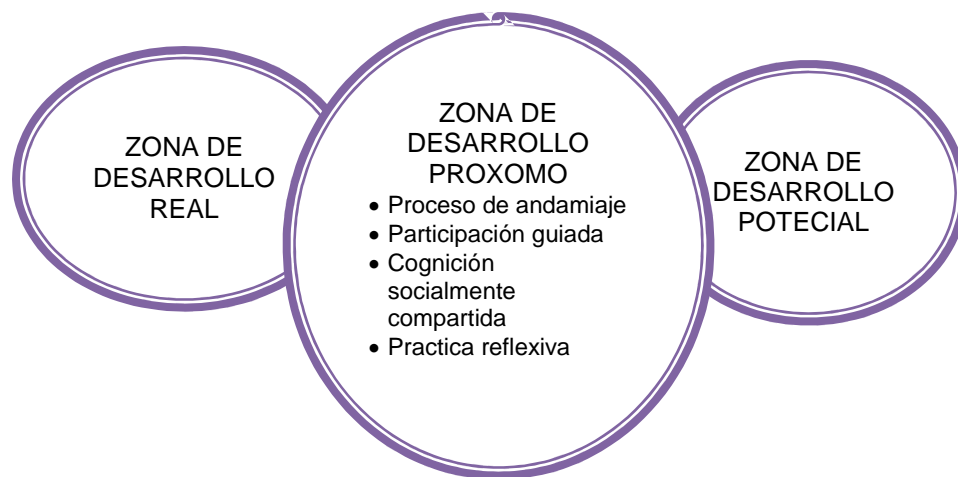 ZONA DE
DESARROLLO
REAL
ZONA DE
DESARROLLO
PROXOMO
• Proceso de andamiaje
• Participación guiada
• Cognición
socialmente
compartida
• Practica reflexiva
ZONA DE
DESARROLLO
POTECIAL